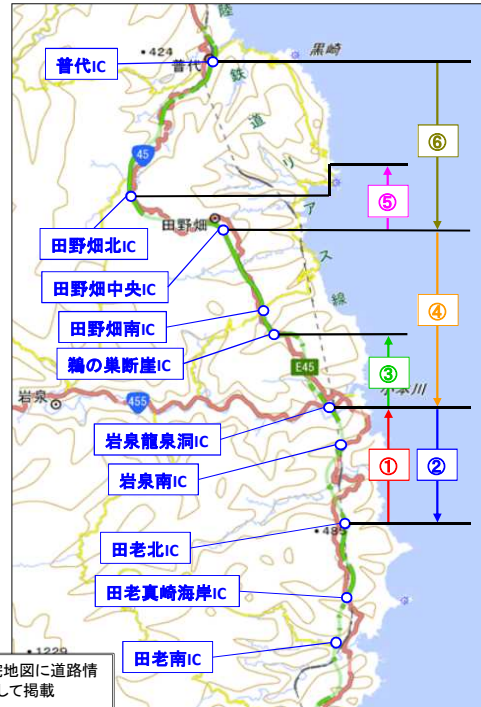 陸
・424
黒崎
普代IC
普代
鉄
道
リ
ア
ス
線
45
⑥
⑤
田野畑
田野畑北IC
田野畑中央IC
④
田野畑南IC
鵜の巣断崖IC
E45
③
岩泉
455
岩泉龍泉洞IC
岩泉南IC
①
②
田老北IC
田老真崎海岸IC
・1229
田老南IC
院地図に道路情
して掲載